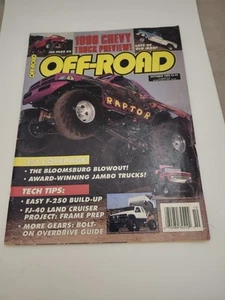 1998 CHEVY
TRUCK PREVIEW!
OFF-ROAD
RAPTOR
• THE BLOOMSBURG BLOWOUT!
• AWARD-WINNING JAMBO TRUCKS!
TECH TIPS:
• EASY F-250 BUILD-UP
• FJ-40 LAND CRUISER
PROJECT: FRAME PREP
• MORE GEARS: BOLT-
ON OVERDRIVE GUIDE